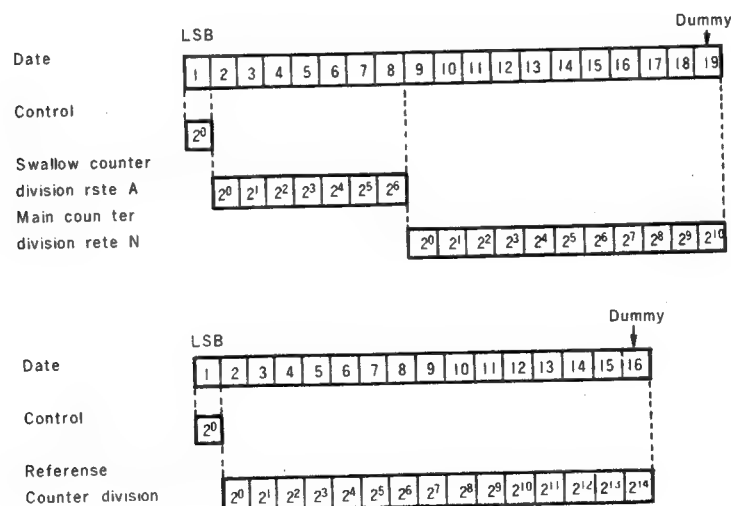 Dummy
LSB
Date
1 2 3 4 5 6 7 8 9 10 11 12 13 14 15 16 17 18 19
Control
2⁰
Swallow counter
division rste A
2⁰ 2¹ 2² 2³ 2⁴ 2⁵ 2⁶
Main coun ter
division rete N
2⁰ 2¹ 2² 2³ 2⁴ 2⁵ 2⁶ 2⁷ 2⁸ 2⁹ 2¹⁰
Dummy
LSB
Date
1 2 3 4 5 6 7 8 9 10 11 12 13 14 15 16
Control
2⁰
Referense
Counter division
2⁰ 2¹ 2² 2³ 2⁴ 2⁵ 2⁶ 2⁷ 2⁸ 2⁹ 2¹⁰ 2¹¹ 2¹² 2¹³ 2¹⁴